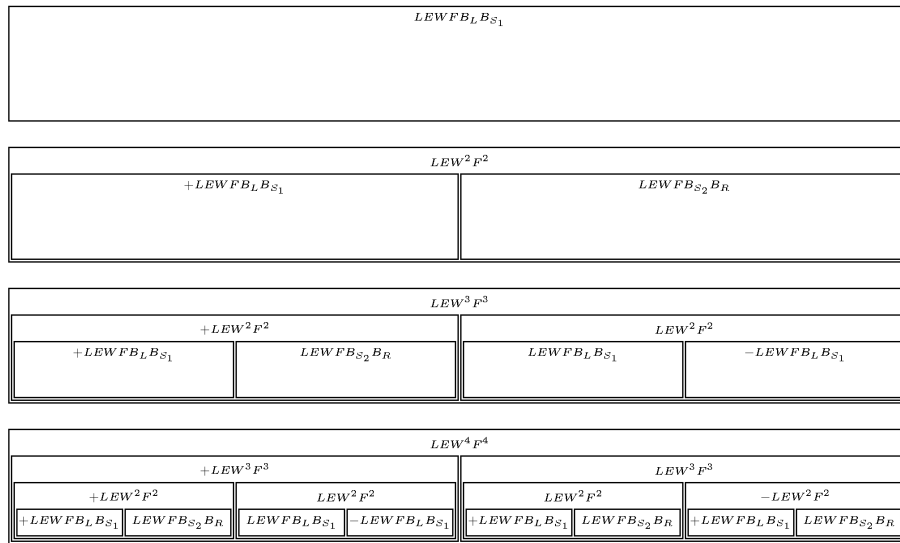 LEWFB_LB_{S_1}
LEW^2F^2
+LEWFB_LB_{S_1} LEWFB_{S_2}B_R
LEW^3F^3
+LEW^2F^2 LEW^2F^2
+LEWFB_LB_{S_1} LEWFB_{S_2}B_R LEWFB_LB_{S_1} −LEWFB_LB_{S_1}
LEW^4F^4
+LEW^3F^3 LEW^3F^3
+LEW^2F^2 LEW^2F^2 LEW^2F^2 −LEW^2F^2
+LEWFB_LB_{S_1} LEWFB_{S_2}B_R LEWFB_LB_{S_1} −LEWFB_LB_{S_1} +LEWFB_LB_{S_1} LEWFB_{S_2}B_R +LEWFB_LB_{S_1} LEWFB_{S_2}B_R